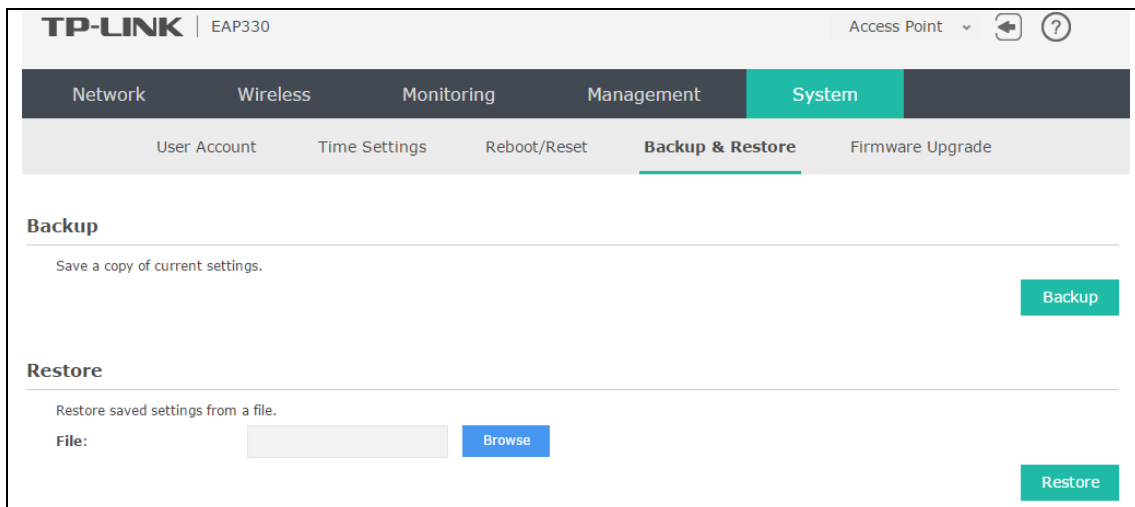 TP-LINK | EAP330 Access Point ?
Network Wireless Monitoring Management System
User Account Time Settings Reboot/Reset Backup & Restore Firmware Upgrade
Backup
Save a copy of current settings.
Backup
Restore
Restore saved settings from a file.
File: Browse
Restore